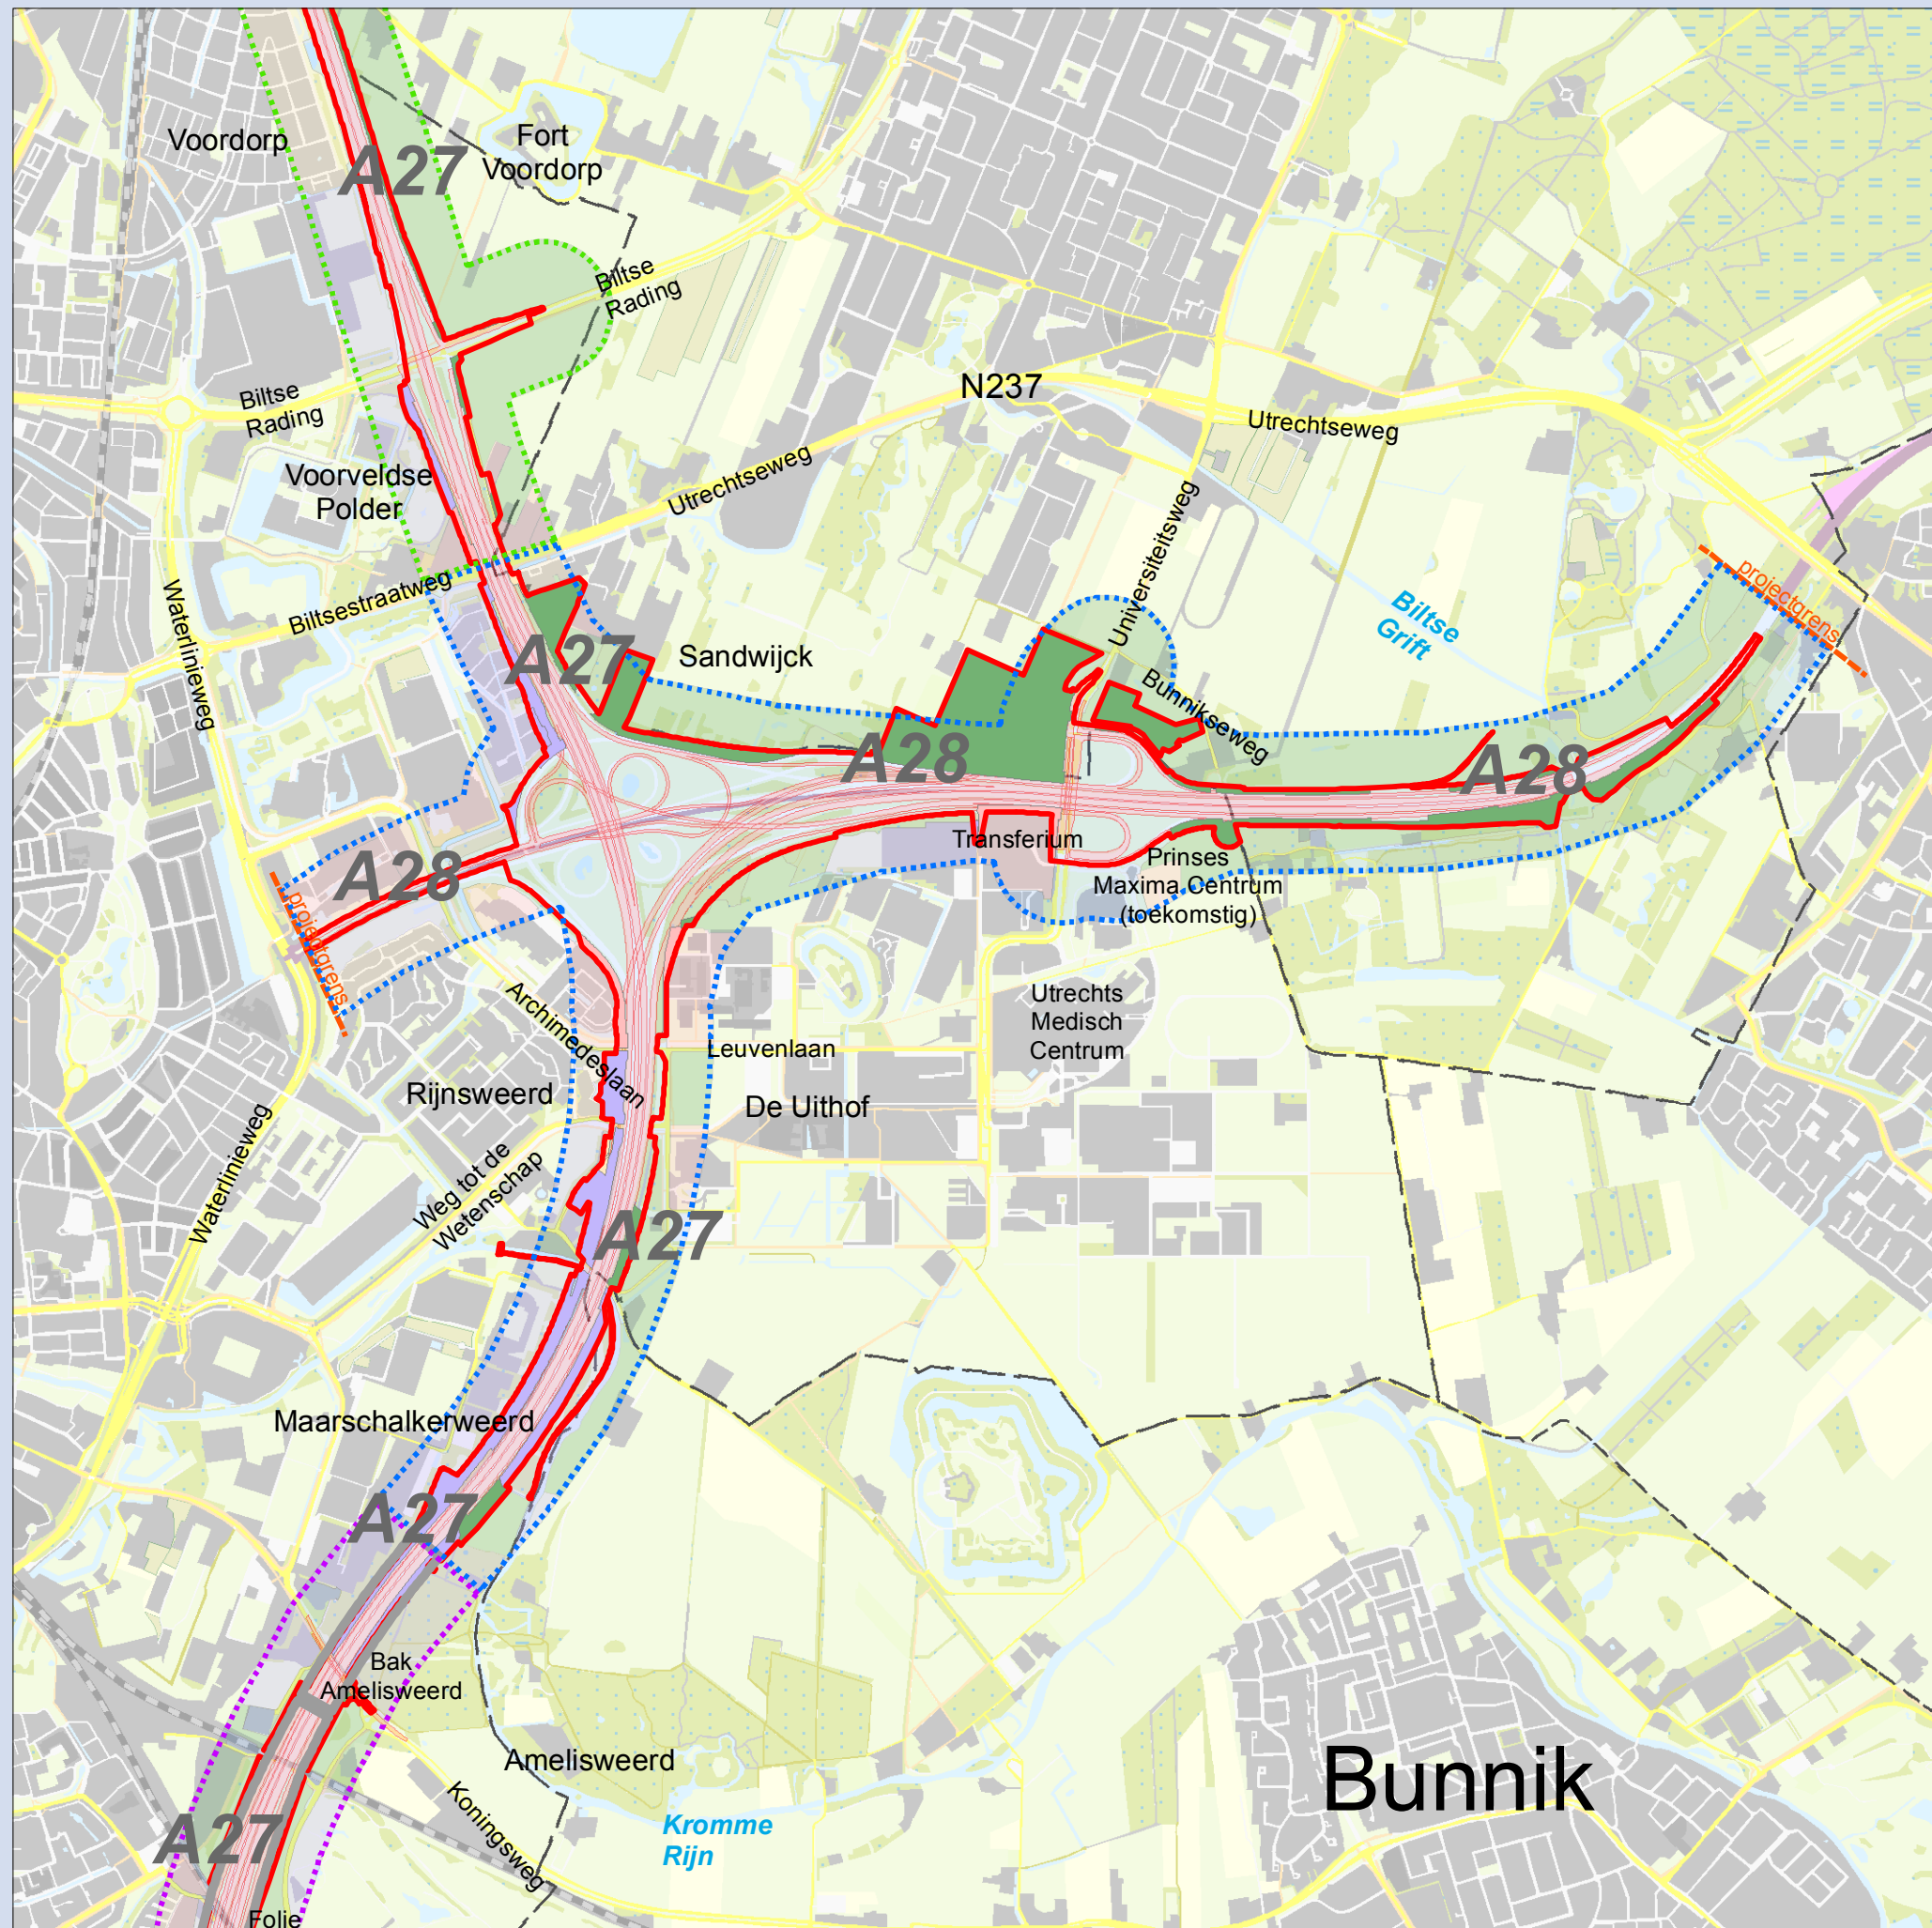 Voordorp
Fort
Voordorp
A27
Biltse
Rading
Biltse
Rading
N237
Utrechtseweg
Voorveldse
Polder
Utrechtseweg
Universiteitsweg
Biltsestraatweg
Waterlinieweg
projectgrens
Biltse
Grift
A27
Sandwijck
Bunnikseweg
A28
A28
Transferium
Prinses
Maxima Centrum
(toekomstig)
A28
projectgrens
Archimedeslaan
Utrechts
Medisch
Centrum
Leuvenlaan
Rijnsweerd
De Uithof
Waterlinieweg
Weg tot de
Wetenschap
A27
Maarschalkerweerd
A27
Bak
Amelisweerd
Amelisweerd
Bunnik
Koningsweg
Kromme
Rijn
A27
Folie